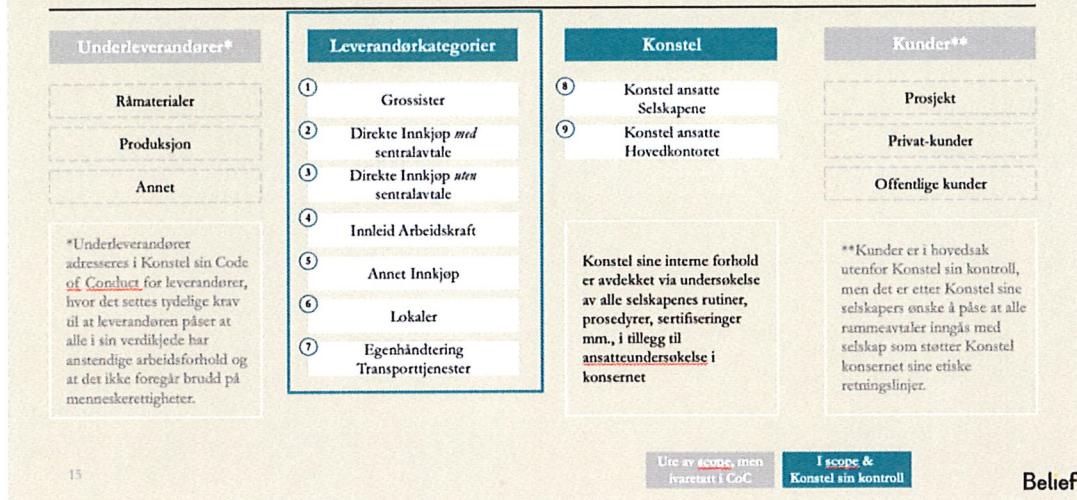 Underleverandører*
Råmaterialer
Produksjon
Annet
*Underleverandører
adresseres i Konstel sin Code
of Conduct for leverandører,
hvor det settes tydelige krav
til at leverandøren påser at
alle i sin verdikjede har
anstendige arbeidsforhold og
at det ikke foregår brudd på
menneskerettigheter.
Leverandørkategorier
1 Grossister
2 Direkte Innkjøp med
sentralavtale
3 Direkte Innkjøp uten
sentralavtale
4 Innleid Arbeidskraft
5 Annet Innkjøp
6 Lokaler
7 Egenhåndtering
Transporttjenester
Konstel
8 Konstel ansatte
Selskapene
9 Konstel ansatte
Hovedkontoret
Konstel sine interne forhold
er avdekket via undersøkelse
av alle selskapenes rutiner,
prosedyrer, sertifiseringer
mm., i tillegg til
ansatteundersøkelse i
konsernet
Kunder**
Prosjekt
Privat-kunder
Offentlige kunder
**Kunder er i hovedsak
utenfor Konstel sin kontroll,
men det er etter Konstel sine
selskapers ønske å påse at alle
rammeavtaler inngås med
selskap som støtter Konstel
konsernet sine etiske
retningslinjer.
15
Ute av scope, men
ivaretatt i CoC
I scope &
Konstel sin kontroll
Belief